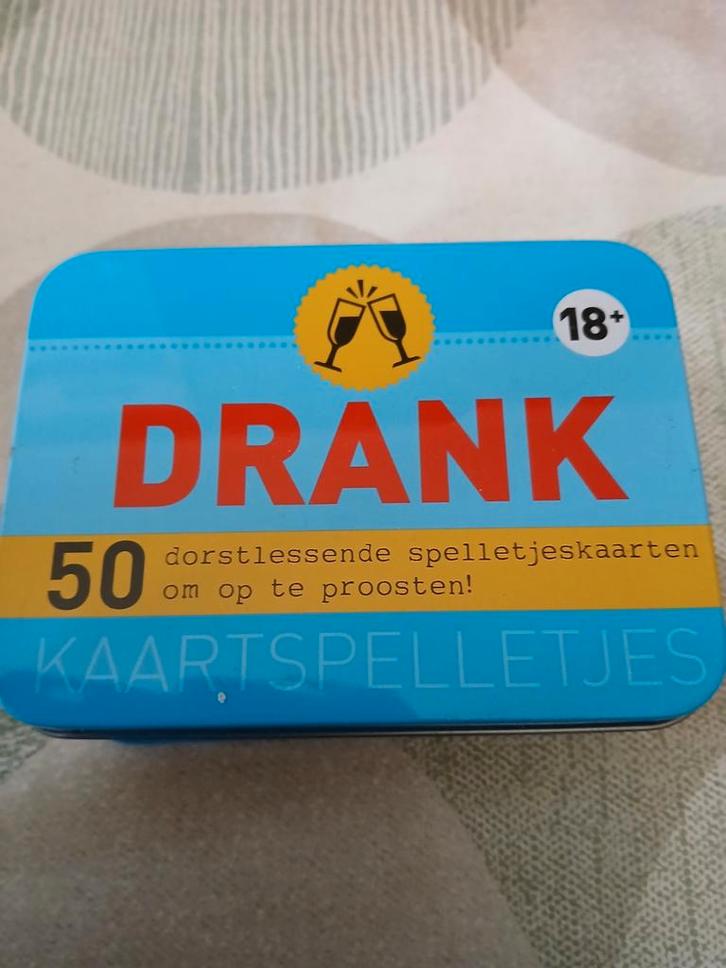 18+
DRANK
50 dorstlessende spelletjeskaarten
om op te proosten!
KAARTSPELLETJES